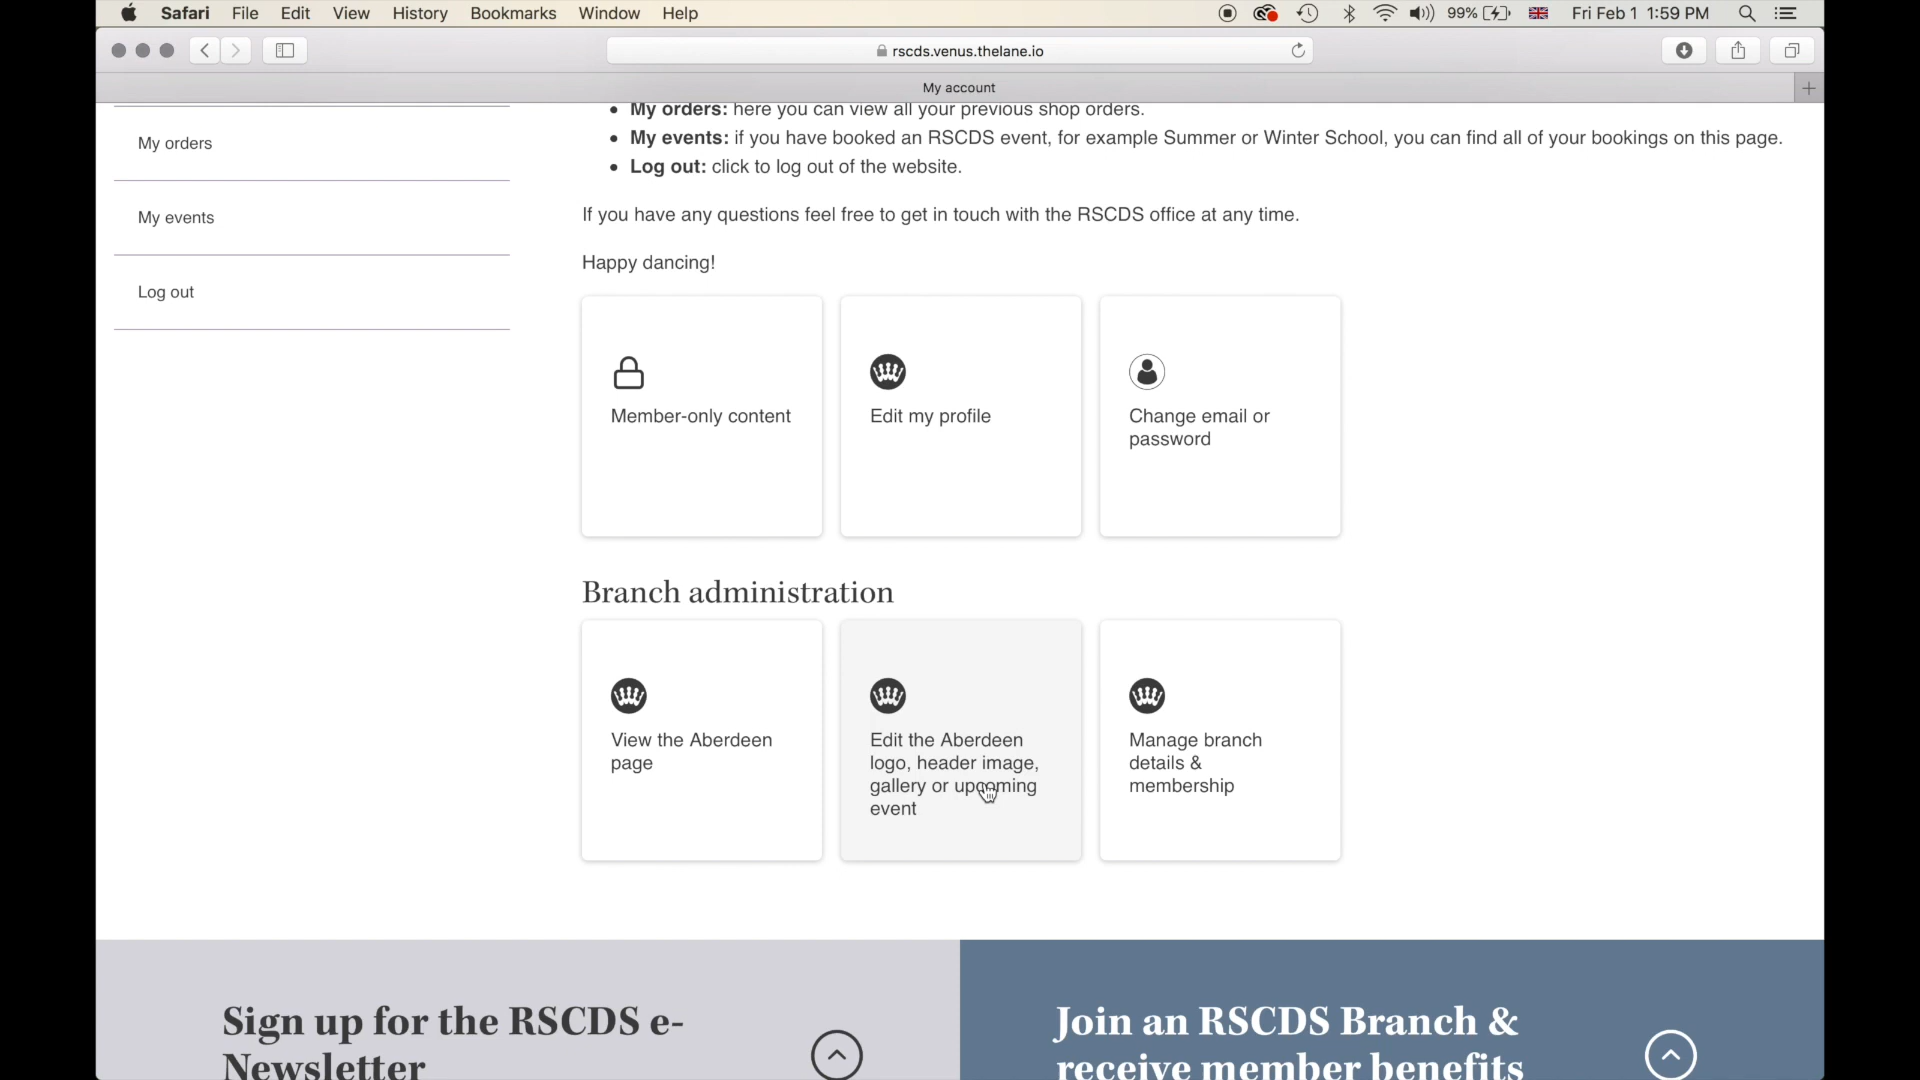 Safari File Edit View History Bookmarks Window Help 99% Fri Feb 1 1:59 PM
rscds.venus.thelane.io
My account
My orders
My events
Log out
• My orders: here you can view all your previous shop orders.
• My events: if you have booked an RSCDS event, for example Summer or Winter School, you can find all of your bookings on this page.
• Log out: click to log out of the website.
If you have any questions feel free to get in touch with the RSCDS office at any time.
Happy dancing!
Member-only content
Edit my profile
Change email or
password
Branch administration
View the Aberdeen
page
Edit the Aberdeen
logo, header image,
gallery or upcoming
event
Manage branch
details &
membership
Sign up for the RSCDS e-
Newsletter
Join an RSCDS Branch &
receive member benefits